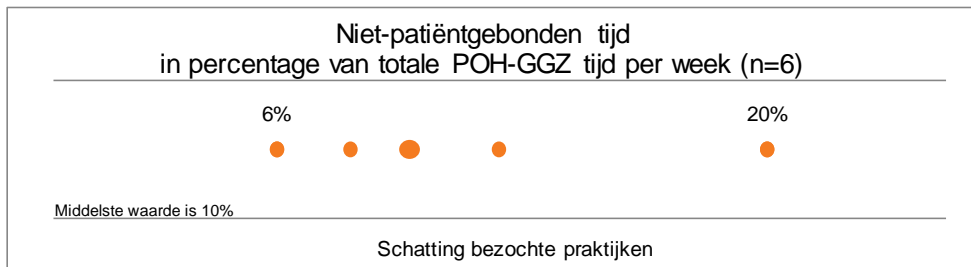 Niet-patiëntgebonden tijd
in percentage van totale POH-GGZ tijd per week (n=6)
6%
20%
Middelste waarde is 10%
Schatting bezochte praktijken